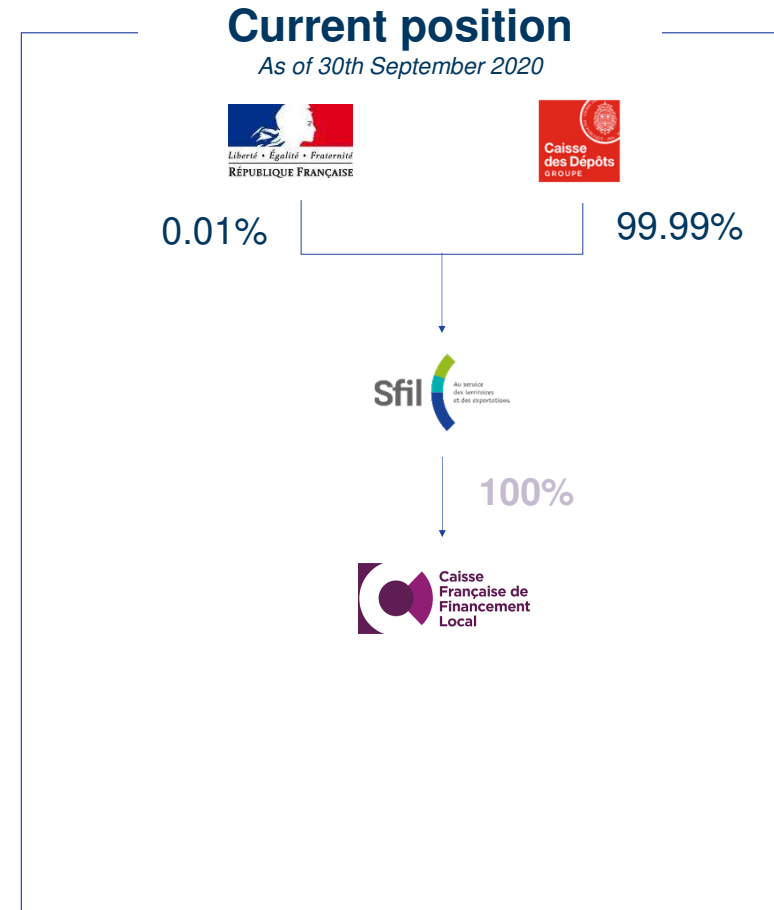 Current position
As of 30th September 2020
Liberté • Égalité • Fraternité
RÉPUBLIQUE FRANÇAISE
Caisse
des Dépôts
GROUPE
0.01%
99.99%
Sfil
Au service
des territoires
et des exportations
100%
Caisse
Française de
Financement
Local